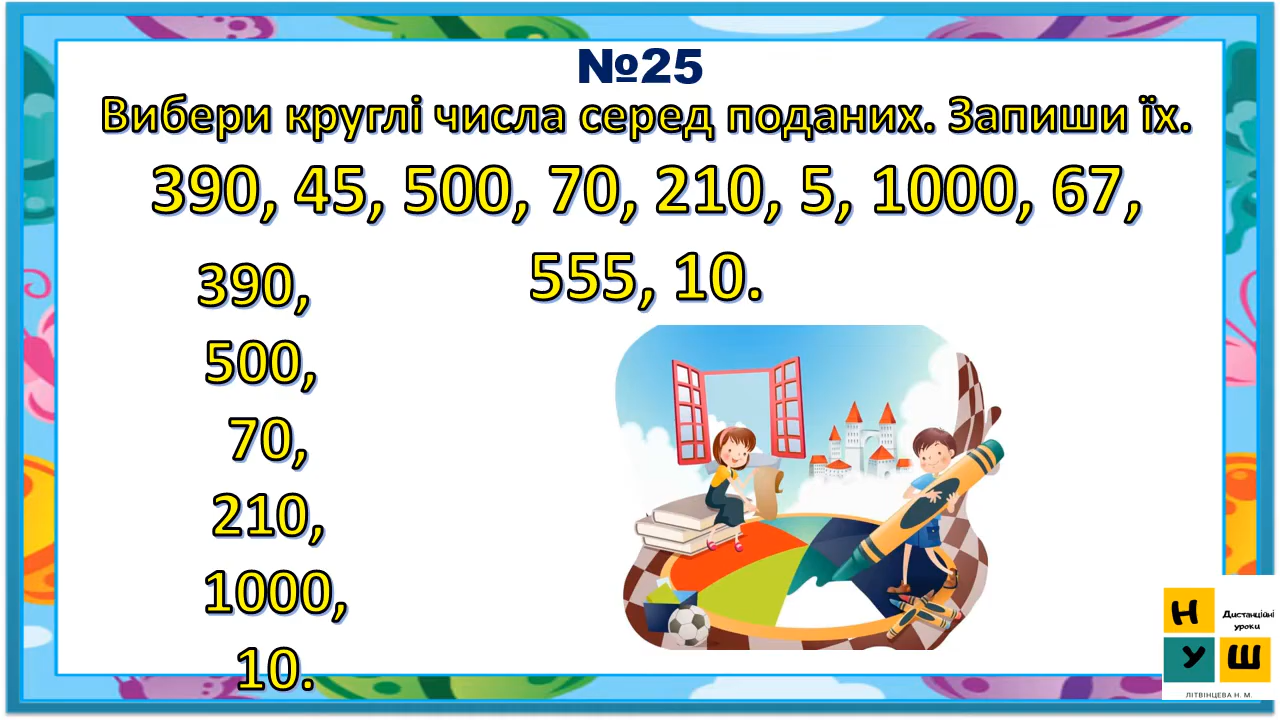 №25
Вибери круглі числа серед поданих. Запиши їх.
390, 45, 500, 70, 210, 5, 1000, 67,
555, 10.
390,
500,
70,
210,
1000,
10.
Н
Дистанційні
уроки
У Ш
ЛІТВІНЦЕВА Н. М.